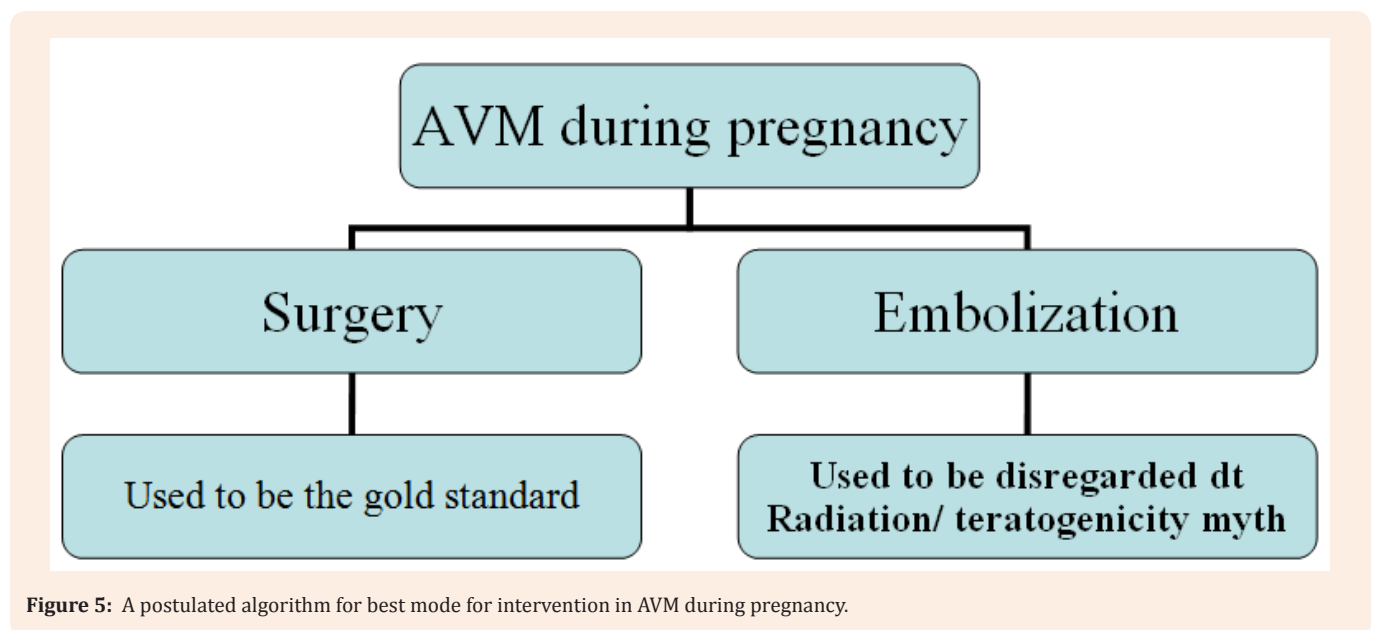 AVM during pregnancy
Surgery
Embolization
Used to be the gold standard
Used to be disregarded dt
Radiation/ teratogenicity myth
Figure 5: A postulated algorithm for best mode for intervention in AVM during pregnancy.